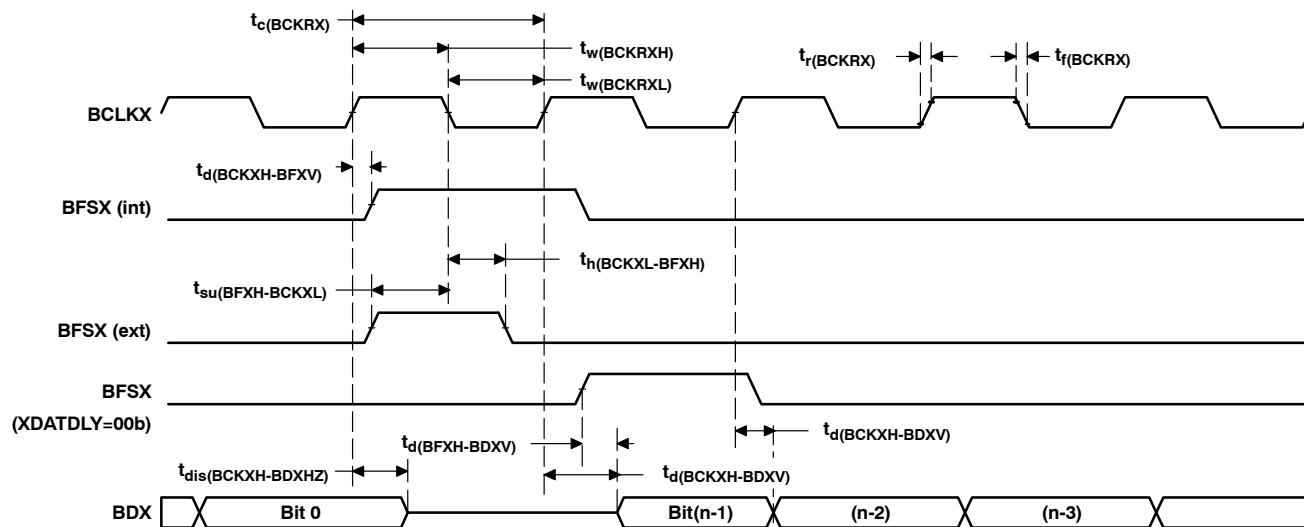 tc(BCKRX)
tw(BCKRXH)
tr(BCKRX)
tf(BCKRX)
tw(BCKRXL)
BCLKX
td(BCKXH-BFXV)
BFSX (int)
th(BCKXL-BFXH)
tsu(BFXH-BCKXL)
BFSX (ext)
BFSX
(XDATDLY=00b)
td(BFXH-BDXV)
td(BCKXH-BDXV)
tdis(BCKXH-BDXHZ)
td(BCKXH-BDXV)
BDX
Bit 0
Bit(n-1)
(n-2)
(n-3)